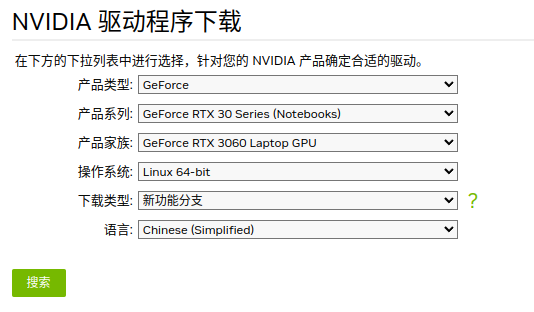 NVIDIA 驱动程序下载
在下方的下拉列表中进行选择，针对您的 NVIDIA 产品确定合适的驱动。
产品类型: GeForce
产品系列: GeForce RTX 30 Series (Notebooks)
产品家族: GeForce RTX 3060 Laptop GPU
操作系统: Linux 64-bit
下载类型: 新功能分支 ?
语言: Chinese (Simplified)
搜索